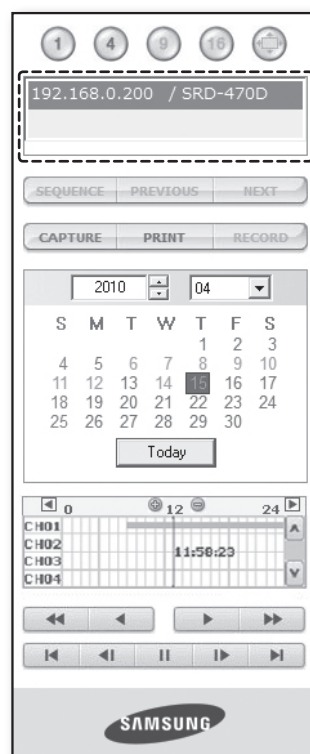 1 4 9 16
192.168.0.200 / SRD-470D
SEQUENCE PREVIOUS NEXT
CAPTURE PRINT RECORD
2010 04
S M T W T F S
1 2 3
4 5 6 7 8 9 10
11 12 13 14 15 16 17
18 19 20 21 22 23 24
25 26 27 28 29 30
Today
0 12 24
CH01
CH02
11:58:23
CH03
CH04
SAMSUNG